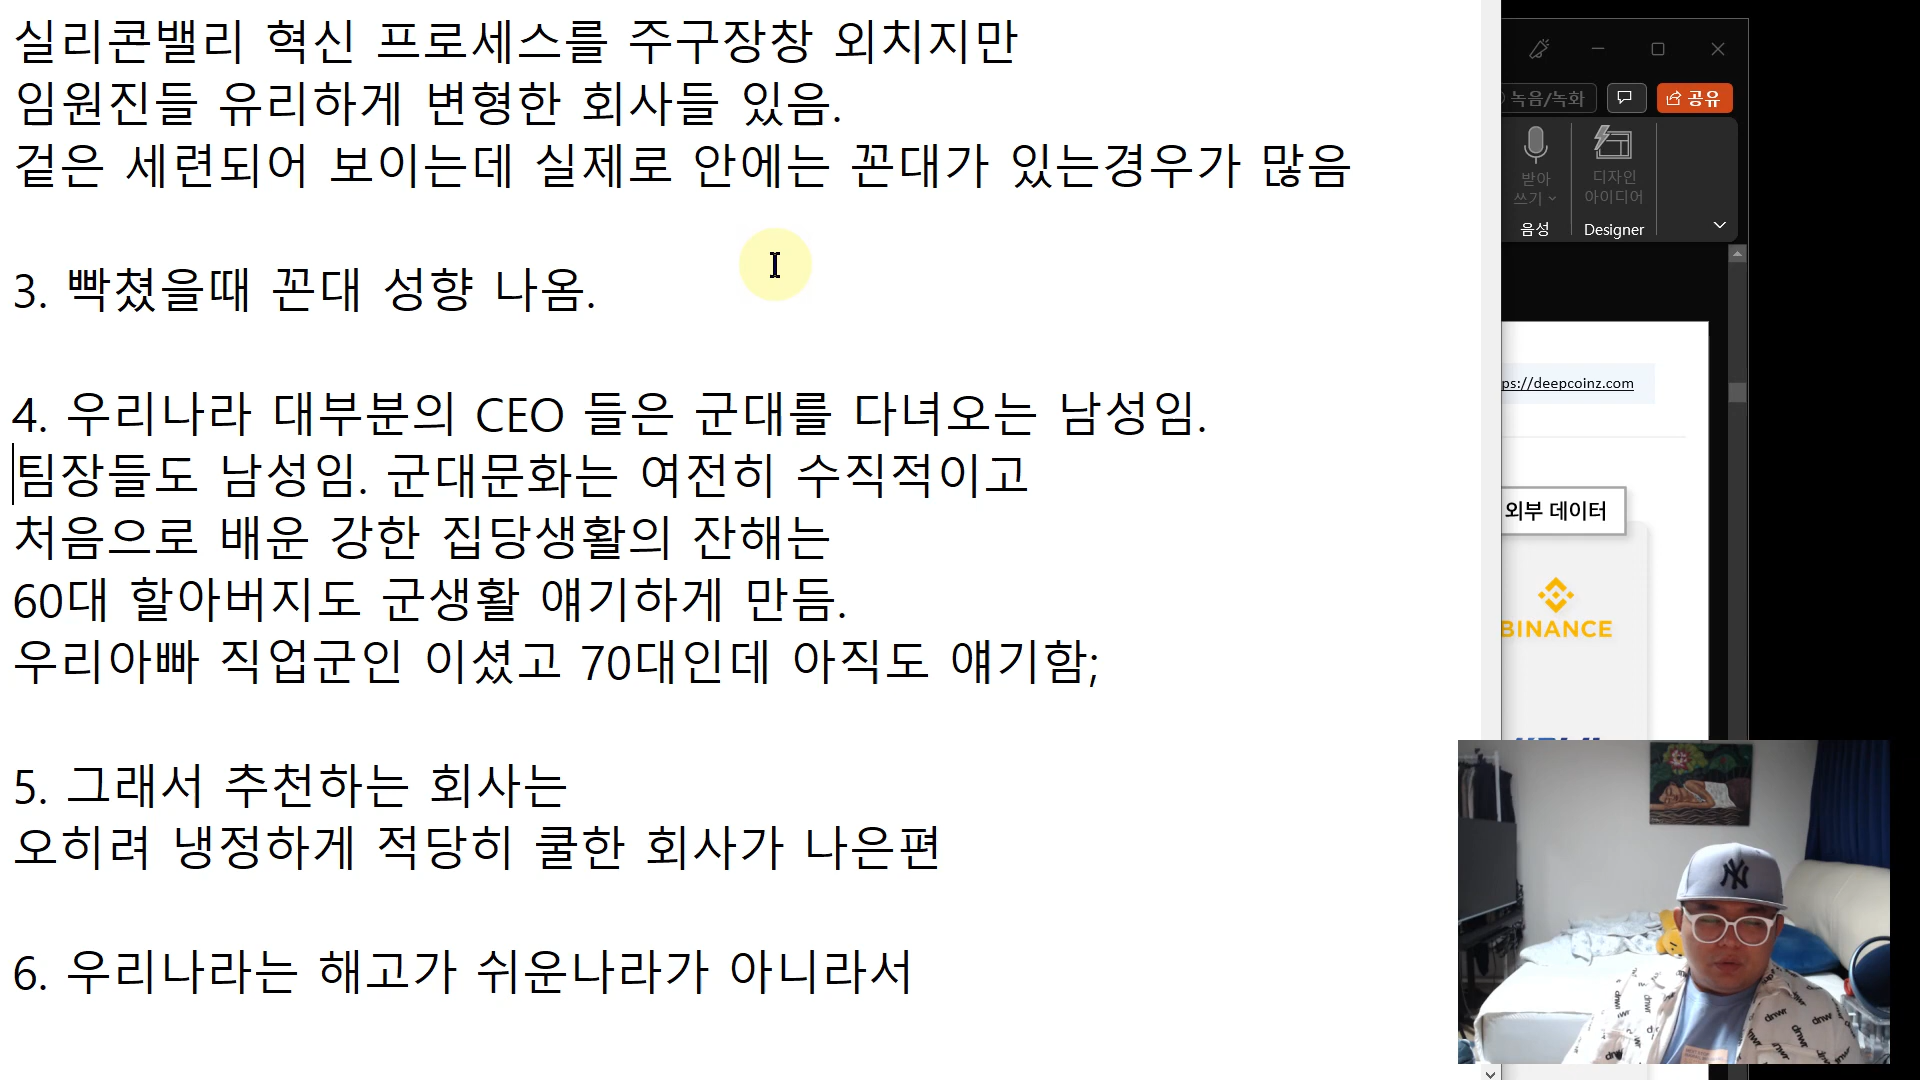 실리콘밸리 혁신 프로세스를 주구장창 외치지만
임원진들 유리하게 변형한 회사들 있음.
겉은 세련되어 보이는데 실제로 안에는 꼰대가 있는경우가 많음
3. 빡쳤을때 꼰대 성향 나옴.
4. 우리나라 대부분의 CEO 들은 군대를 다녀오는 남성임.
팀장들도 남성임. 군대문화는 여전히 수직적이고
처음으로 배운 강한 집당생활의 잔해는
60대 할아버지도 군생활 얘기하게 만듬.
우리아빠 직업군인 이셨고 70대인데 아직도 얘기함;
5. 그래서 추천하는 회사는
오히려 냉정하게 적당히 쿨한 회사가 나은편
6. 우리나라는 해고가 쉬운나라가 아니라서
녹음/녹화
공유
받아
쓰기
디자인
아이디어
음성
Designer
ps://deepcoinz.com
외부 데이터
BINANCE
NY
dnwr
dnwr
dnwr